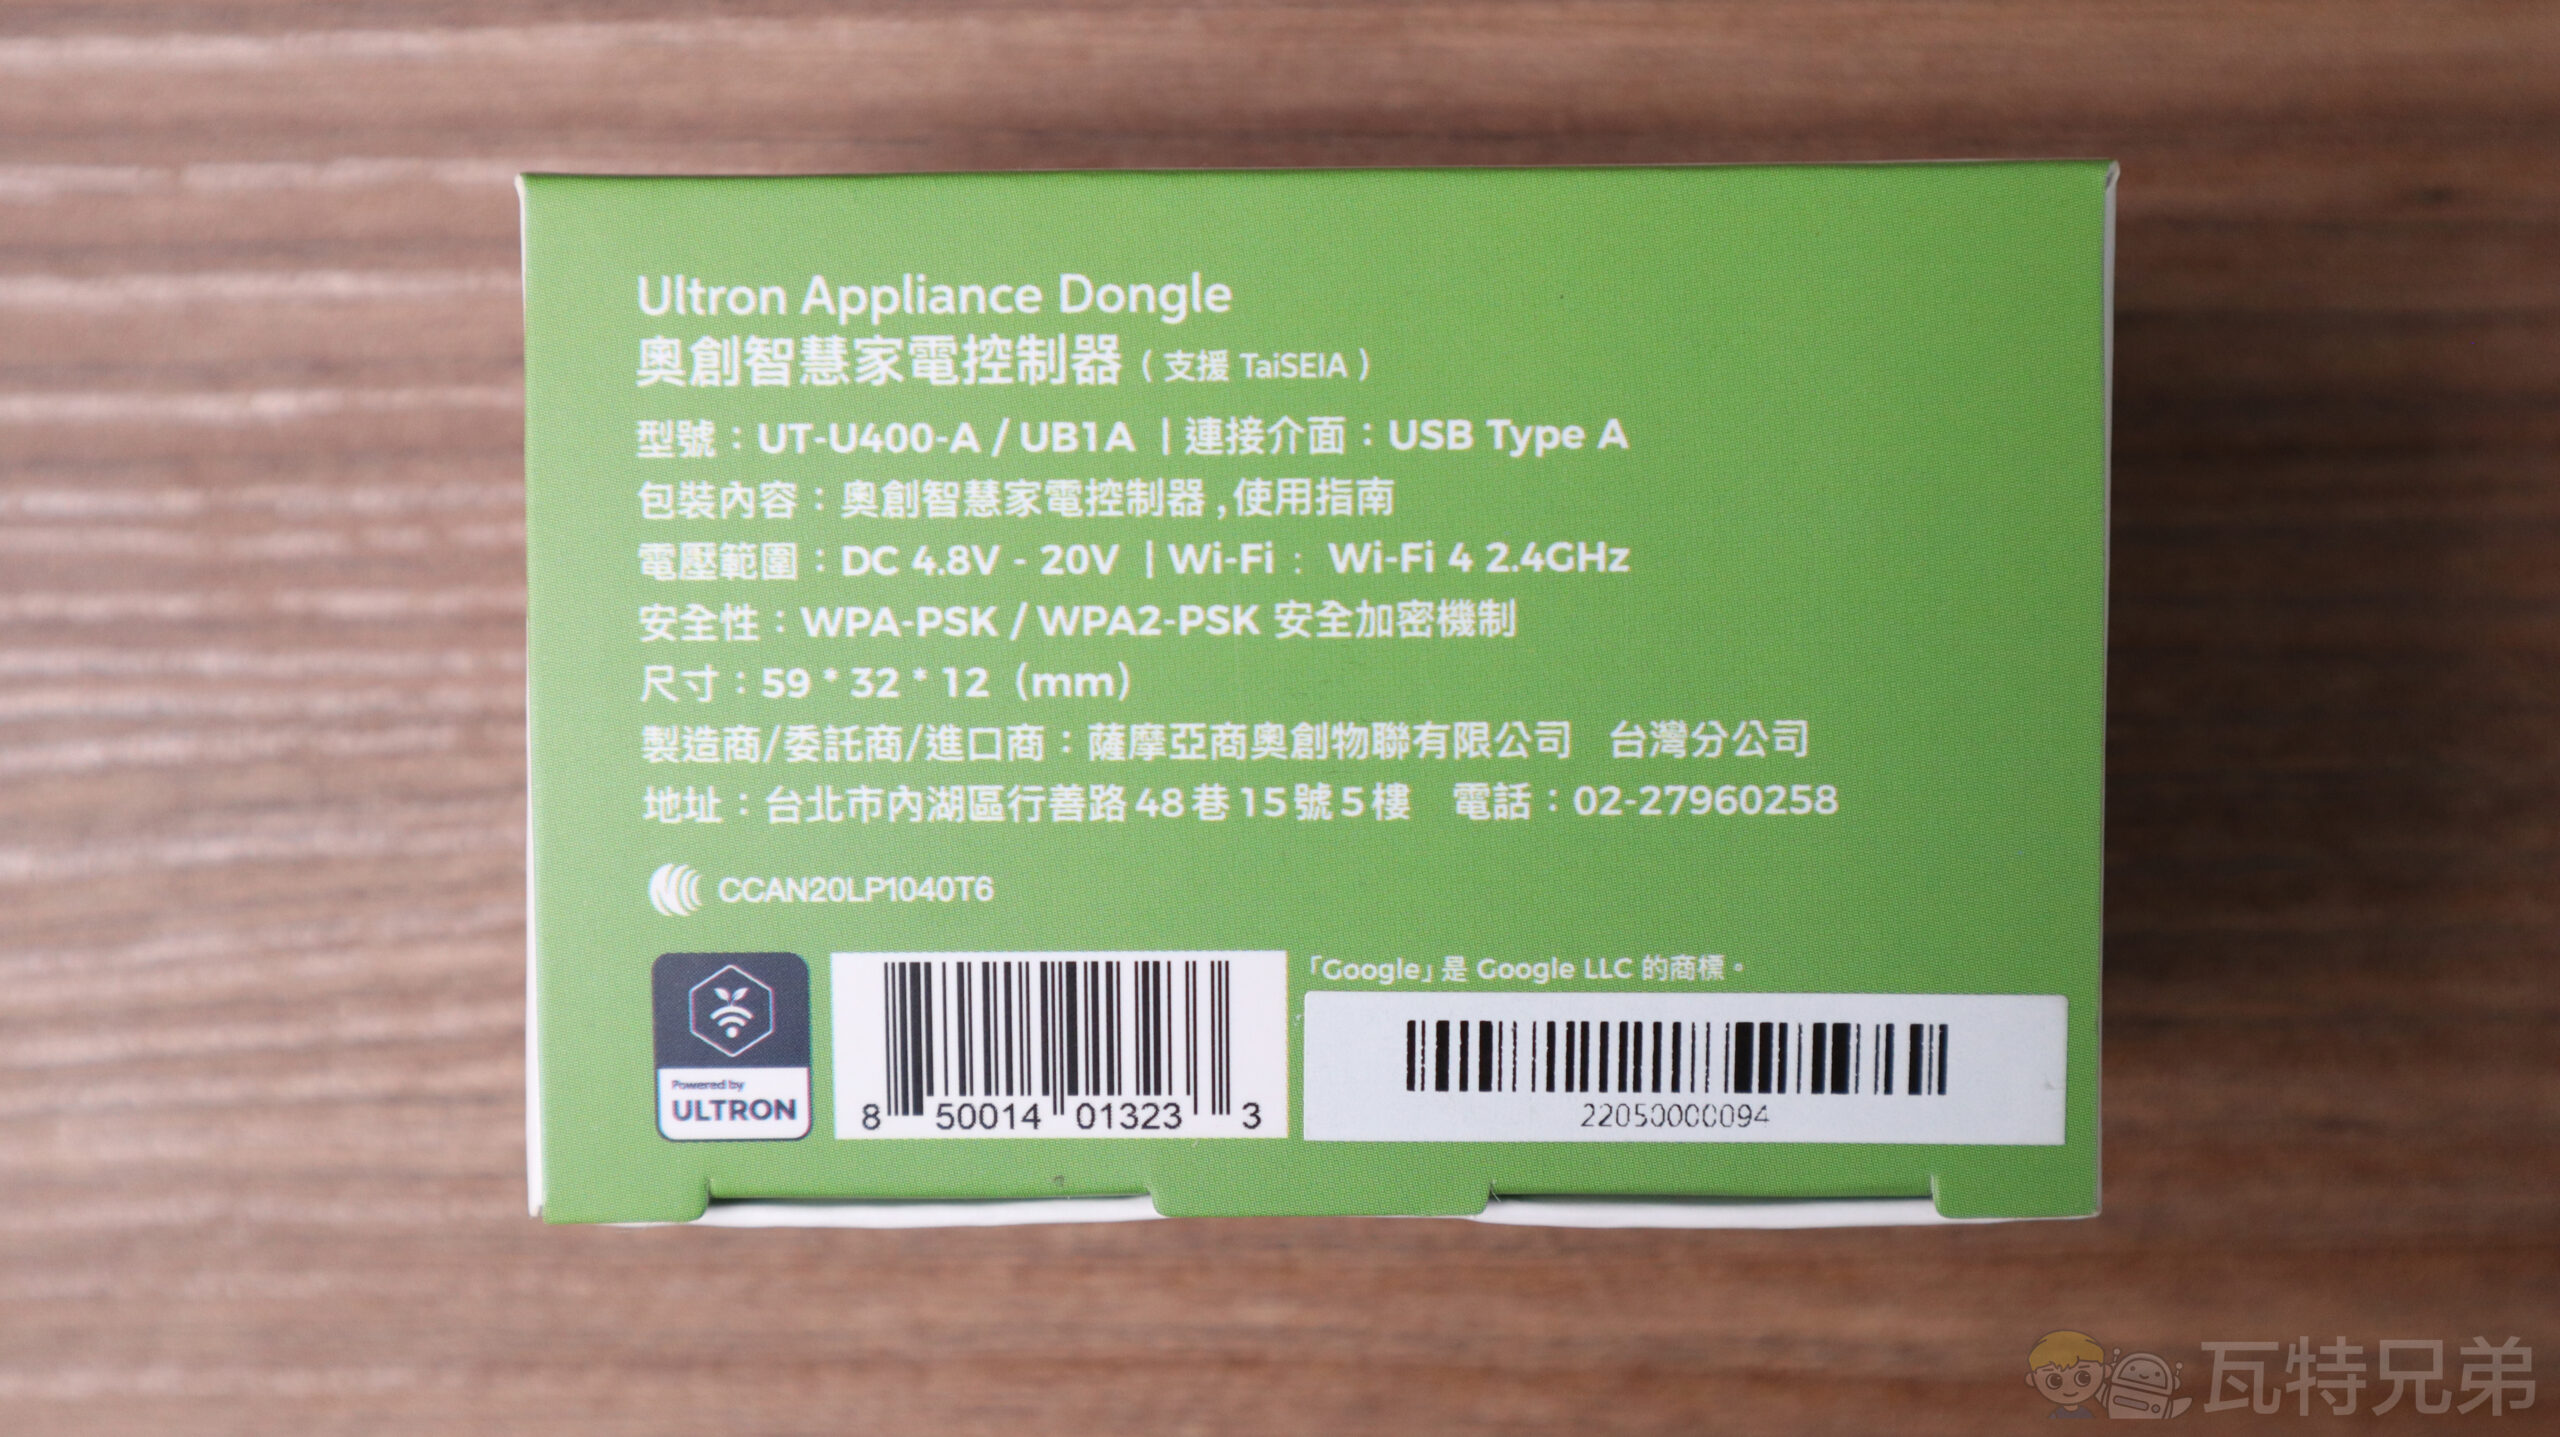 Ultron Appliance Dongle
奧創智慧家電控制器 ( 支援 TaiSEIA )
型號：UT-U400-A / UB1A | 連接介面：USB Type A
包裝內容：奧創智慧家電控制器 , 使用指南
電壓範圍：DC 4.8V - 20V | Wi-Fi： Wi-Fi 4 2.4GHz
安全性：WPA-PSK / WPA2-PSK 安全加密機制
尺寸：59 * 32 * 12（mm）
製造商/委託商/進口商：薩摩亞商奧創物聯有限公司 台灣分公司
地址：台北市內湖區行善路48巷15號5樓 電話：02-27960258
CCAN20LP1040T6
「Google」是 Google LLC 的商標。
Powered by
ULTRON
8 50014 01323 3
22050000094
瓦特兄弟